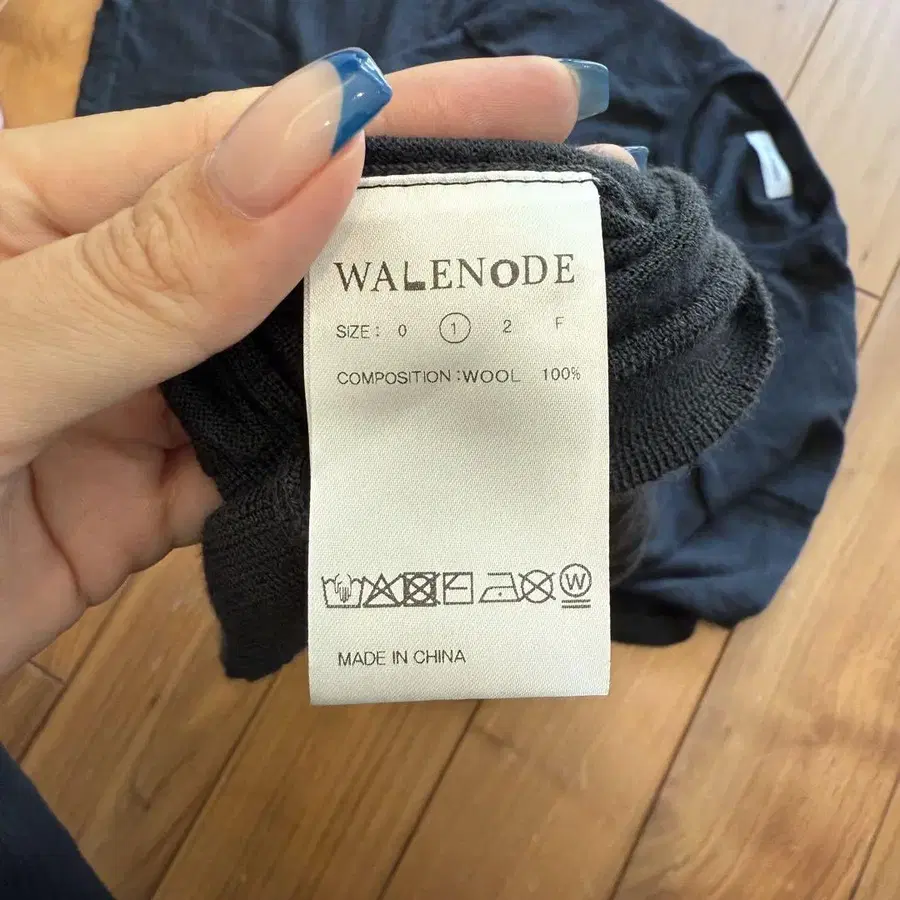 WALENODE
SIZE : 0 1 2 F
COMPOSITION : WOOL 100%
W
MADE IN CHINA